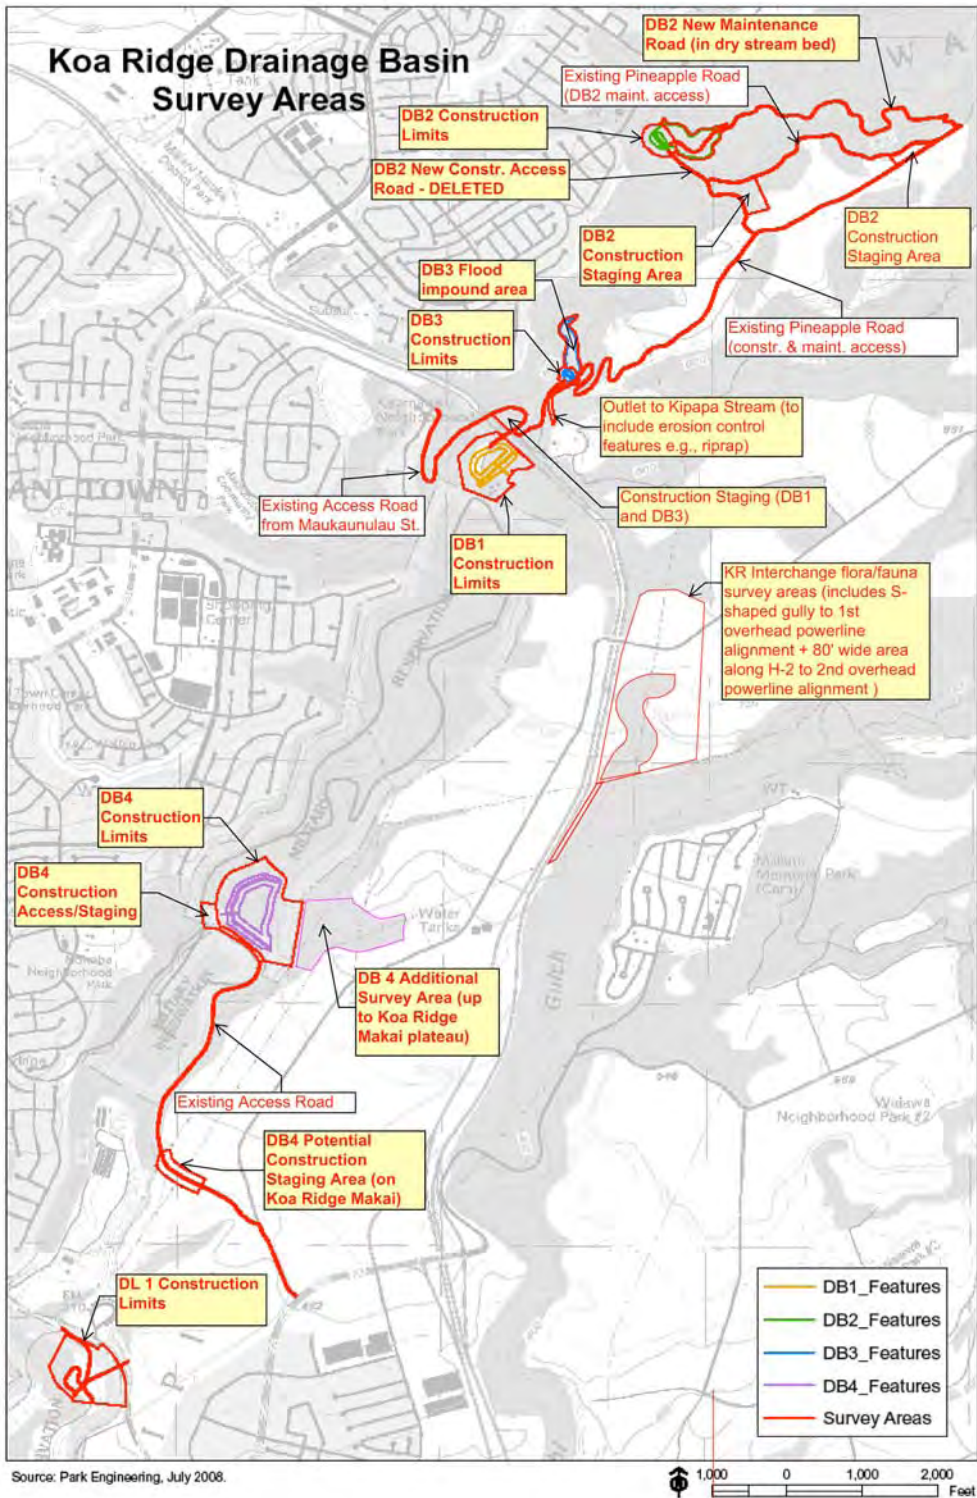 Koa Ridge Drainage Basin
Survey Areas
DB2 New Maintenance
Road (in dry stream bed)
Existing Pineapple Road
(DB2 maint. access)
DB2 Construction
Limits
DB2 New Constr. Access
Road - DELETED
DB2
Construction
Staging Area
DB2
Construction
Staging Area
DB3 Flood
impound area
DB3
Construction
Limits
Existing Pineapple Road
(constr. & maint. access)
Outlet to Kipapa Stream (to
include erosion control
features e.g., riprap)
Existing Access Road
from Maukaunulau St.
Construction Staging (DB1
and DB3)
DB1
Construction
Limits
KR Interchange flora/fauna
survey areas (includes S-
shaped gully to 1st
overhead powerline
alignment + 80' wide area
along H-2 to 2nd overhead
powerline alignment )
Shopping
Center
DB4
Construction
Limits
DB4
Construction
Access/Staging
Water
Tanks
Gulch
Neighborhood
Park
DB 4 Additional
Survey Area (up
to Koa Ridge
Makai plateau)
Existing Access Road
Neighborhood Park #2
DB4 Potential
Construction
Staging Area (on
Koa Ridge Makai)
DL 1 Construction
Limits
DB1_Features
DB2_Features
DB3_Features
DB4_Features
Survey Areas
Source: Park Engineering, July 2008.
1,000 0 1,000 2,000
Feet